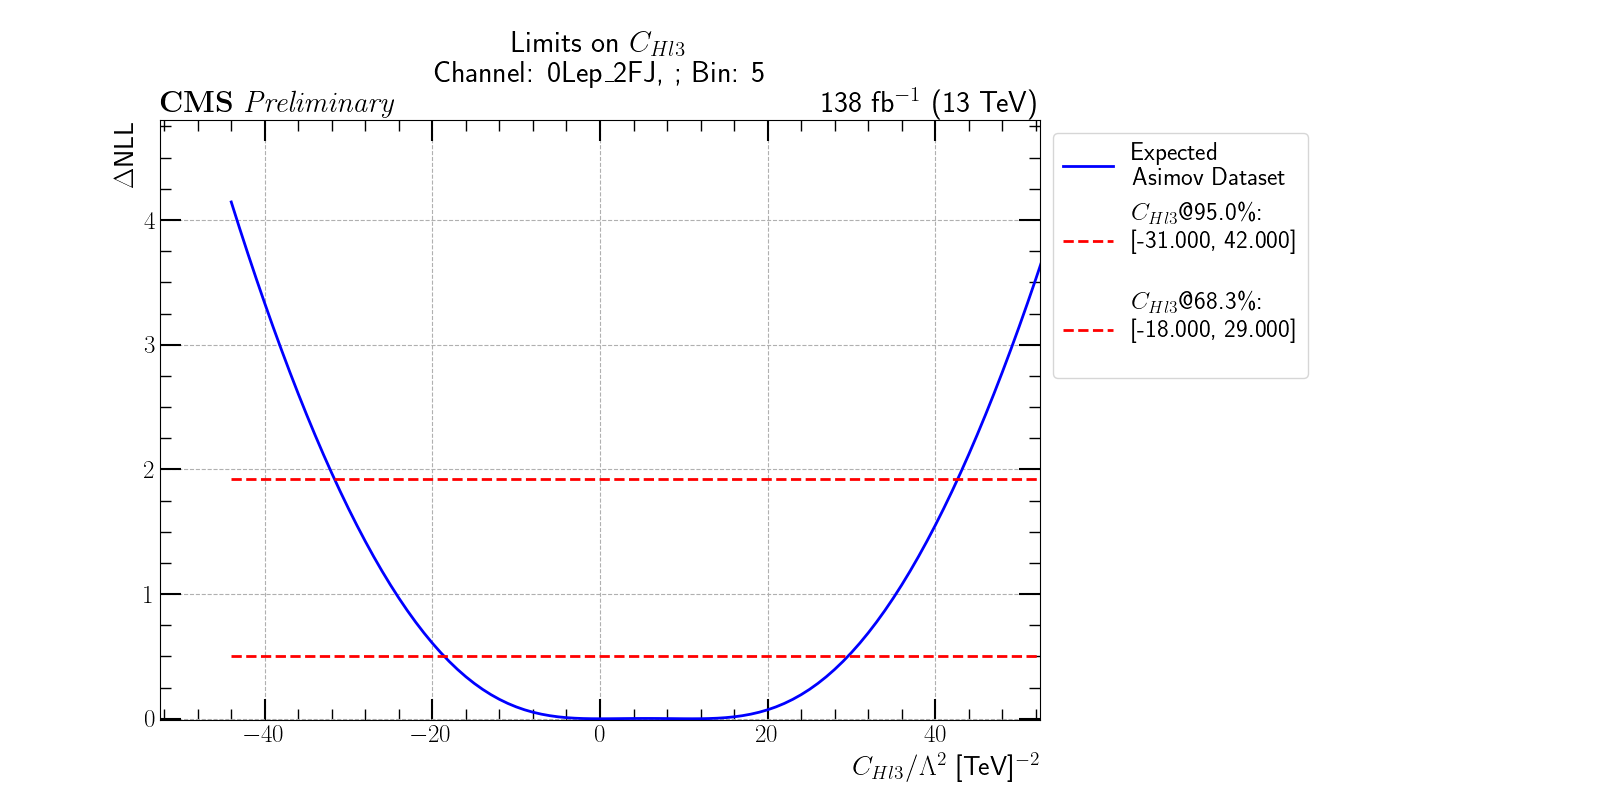 Limits on C_{Hl3}
Channel: 0Lep_2FJ, ; Bin: 5
CMS Preliminary
138 fb^{-1} (13 TeV)
ΔNLL
4
3
2
1
0
−40
−20
0
20
40
C_{Hl3}/Λ^2 [TeV]^{−2}
Expected
Asimov Dataset
C_{Hl3}@95.0%:
[-31.000, 42.000]
C_{Hl3}@68.3%:
[-18.000, 29.000]